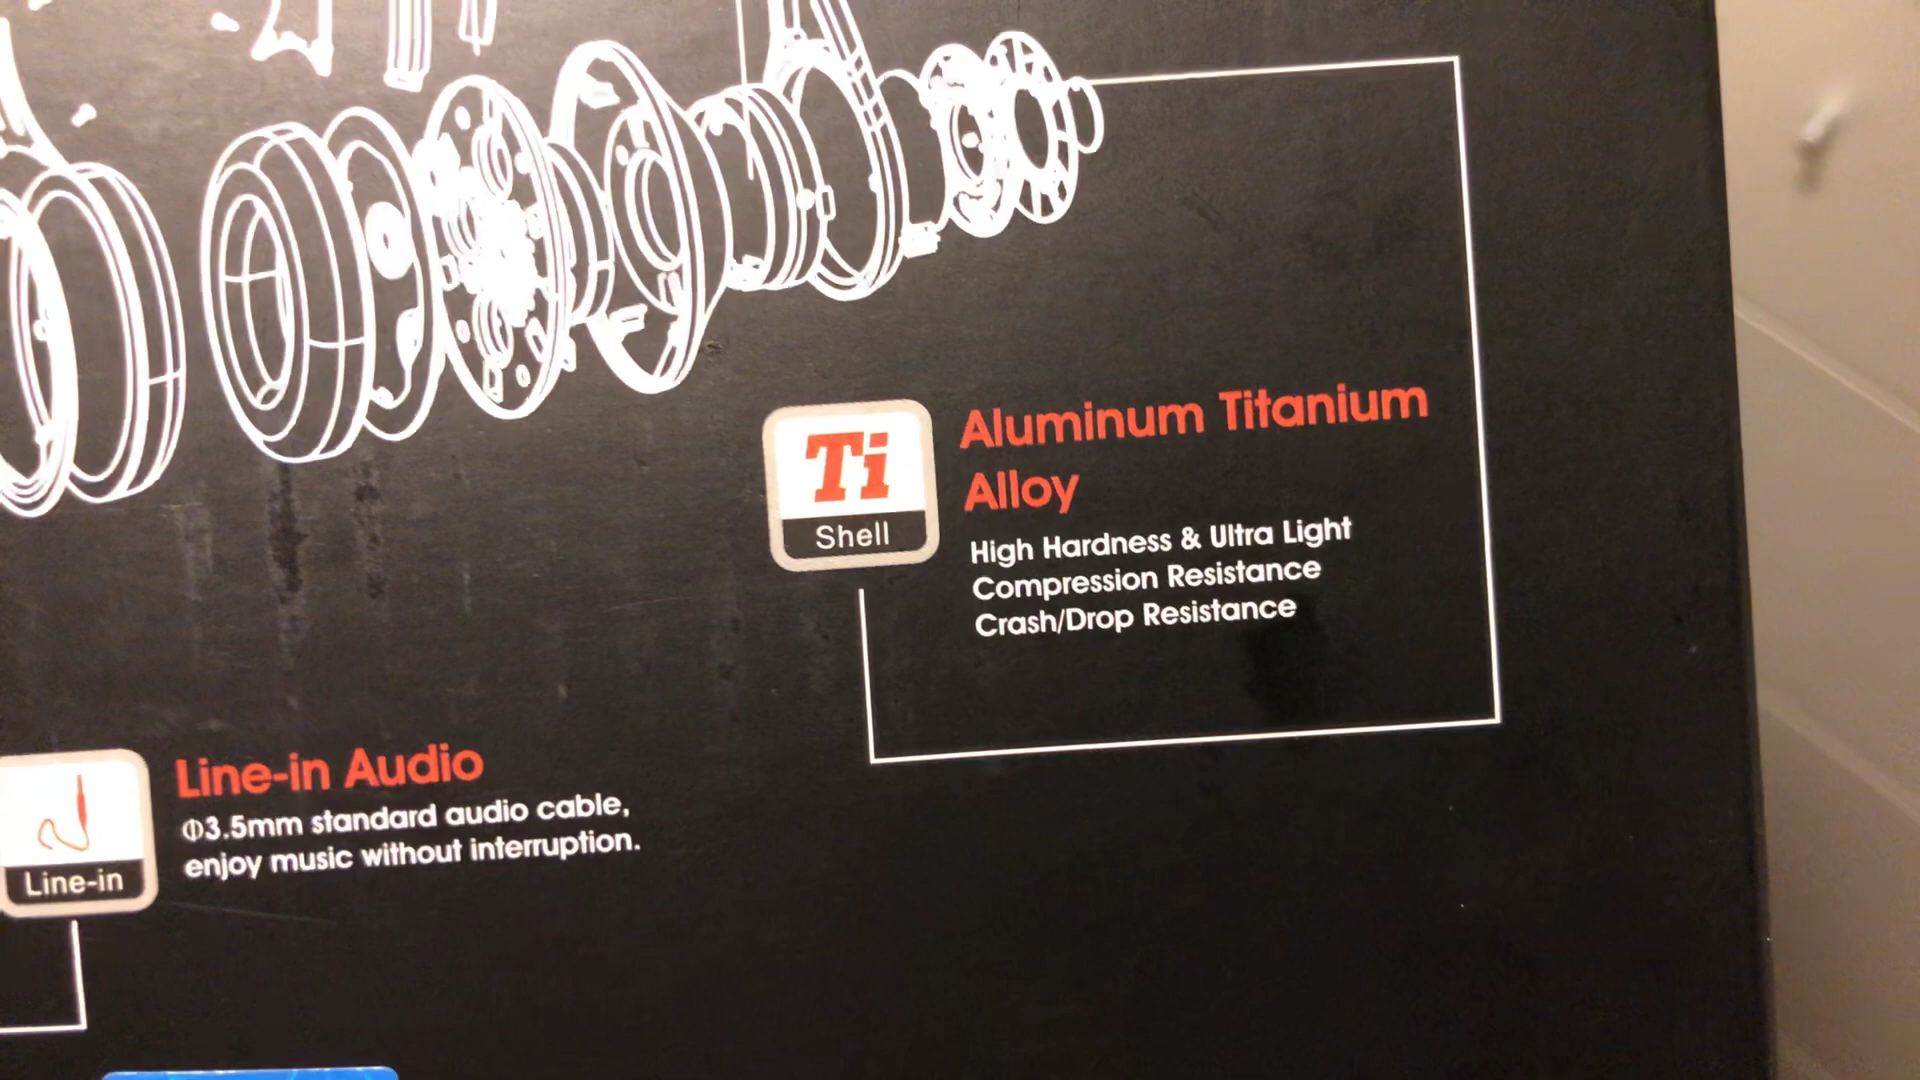 Ti
Shell
Aluminum Titanium
Alloy
High Hardness & Ultra Light
Compression Resistance
Crash/Drop Resistance
Line-in
Line-in Audio
Φ3.5mm standard audio cable,
enjoy music without interruption.